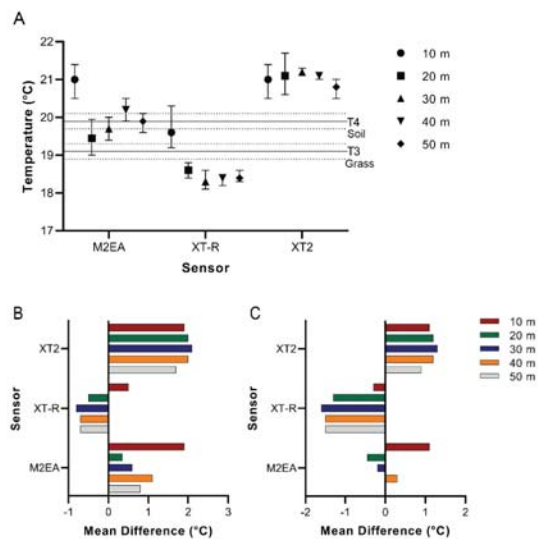 A
22
21
20
19
18
17
Temperature (°C)
T4
Soil
T3
Grass
M2EA
XT-R
XT2
Sensor
10 m
20 m
30 m
40 m
50 m
B
XT2
XT-R
M2EA
Sensor
-1
0
1
2
3
Mean Difference (°C)
C
XT2
XT-R
M2EA
Sensor
-2
-1
0
1
2
Mean Difference (°C)
10 m
20 m
30 m
40 m
50 m